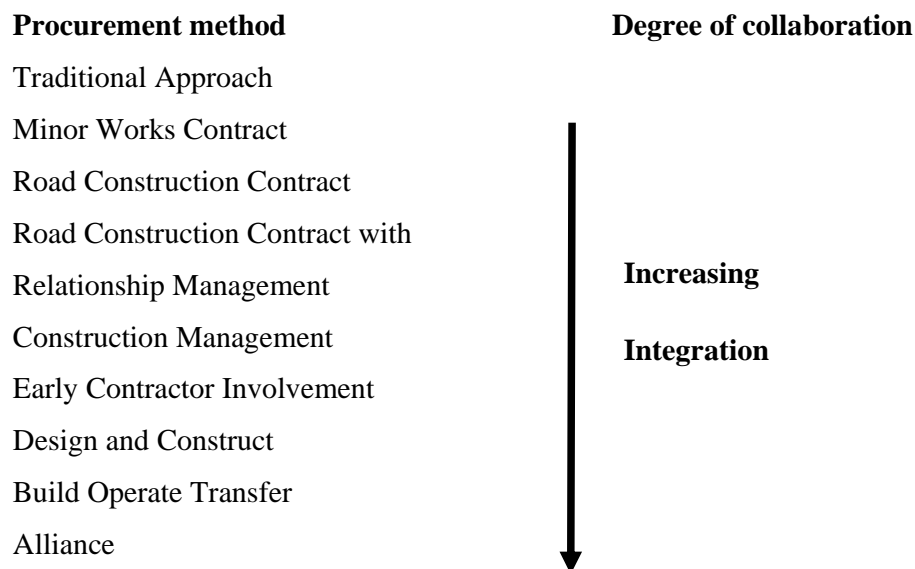 Procurement method Degree of collaboration
Traditional Approach
Minor Works Contract
Road Construction Contract
Road Construction Contract with
Relationship Management
Increasing
Construction Management
Integration
Early Contractor Involvement
Design and Construct
Build Operate Transfer
Alliance